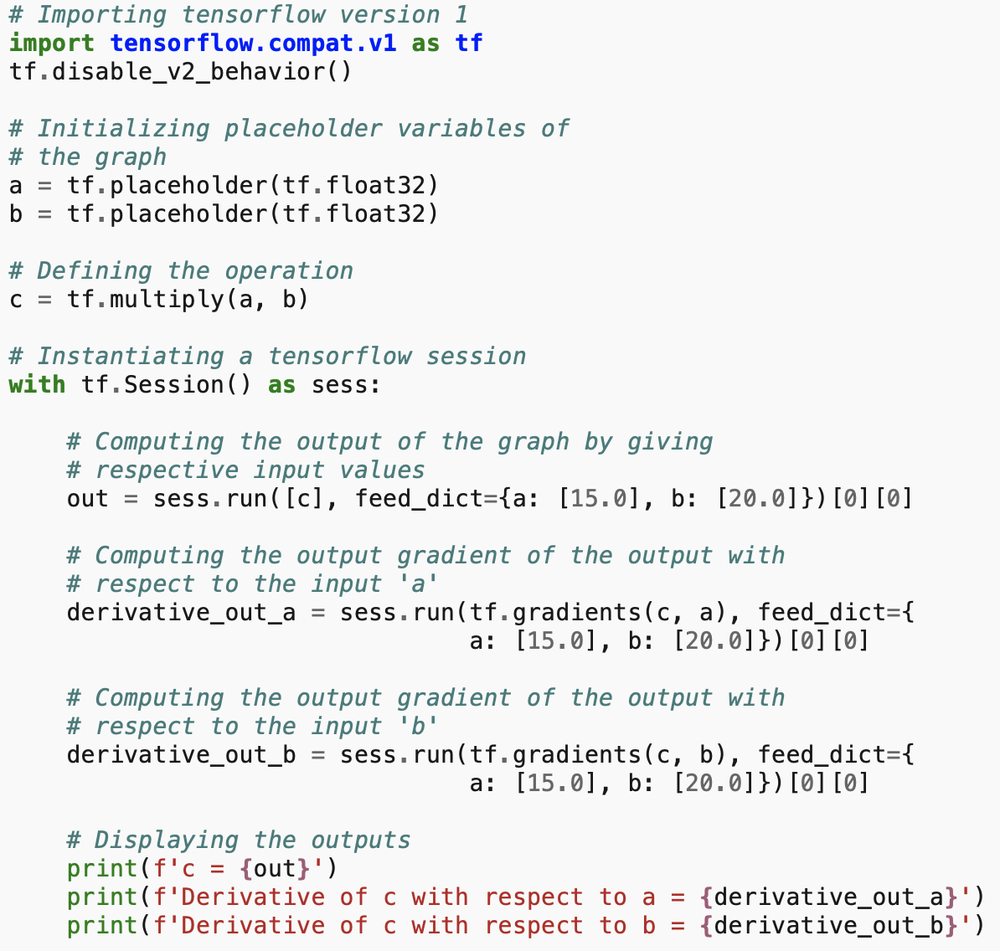 # Importing tensorflow version 1
import tensorflow.compat.v1 as tf
tf.disable_v2_behavior()

# Initializing placeholder variables of
# the graph
a = tf.placeholder(tf.float32)
b = tf.placeholder(tf.float32)

# Defining the operation
c = tf.multiply(a, b)

# Instantiating a tensorflow session
with tf.Session() as sess:

    # Computing the output of the graph by giving
    # respective input values
    out = sess.run([c], feed_dict={a: [15.0], b: [20.0]})[0][0]

    # Computing the output gradient of the output with
    # respect to the input 'a'
    derivative_out_a = sess.run(tf.gradients(c, a), feed_dict={
                                a: [15.0], b: [20.0]})[0][0]

    # Computing the output gradient of the output with
    # respect to the input 'b'
    derivative_out_b = sess.run(tf.gradients(c, b), feed_dict={
                                a: [15.0], b: [20.0]})[0][0]

    # Displaying the outputs
    print(f'c = {out}')
    print(f'Derivative of c with respect to a = {derivative_out_a}')
    print(f'Derivative of c with respect to b = {derivative_out_b}')